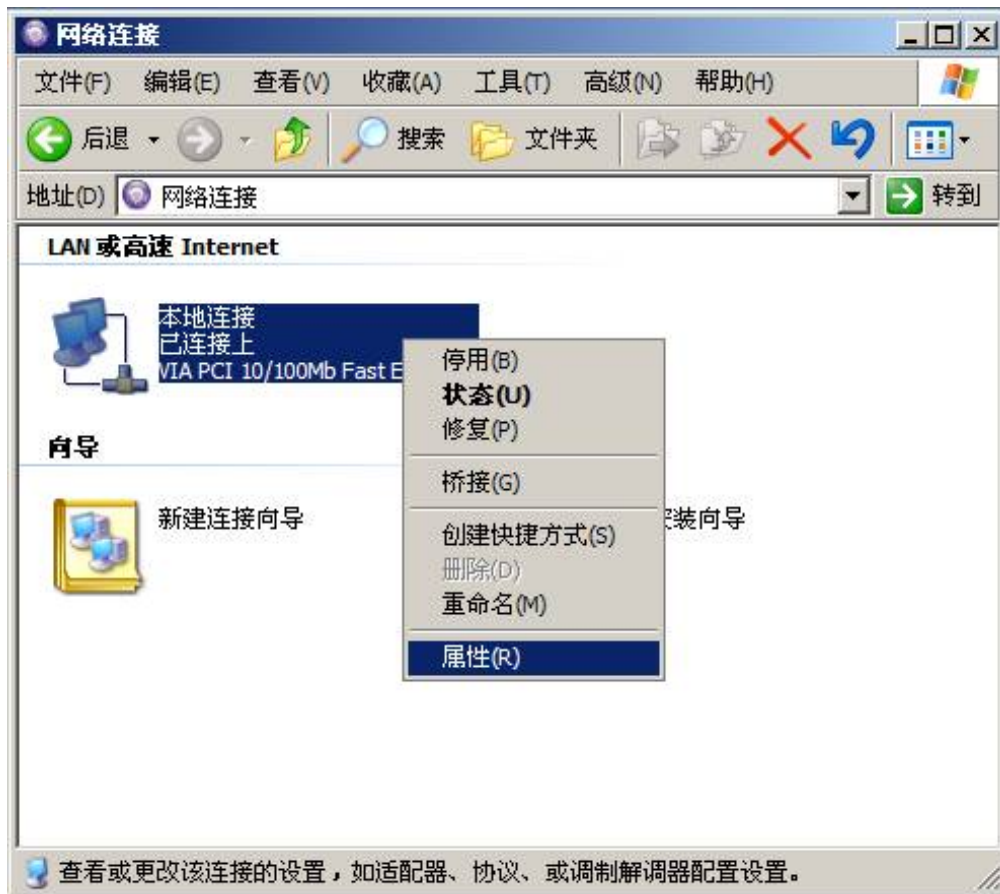 网络连接
文件(F) 编辑(E) 查看(V) 收藏(A) 工具(T) 高级(N) 帮助(H)
后退 搜索 文件夹
地址(D) 网络连接 转到
LAN 或高速 Internet
本地连接
已连接上
VIA PCI 10/100Mb Fast E
停用(B)
状态(U)
修复(P)
桥接(G)
创建快捷方式(S)
删除(D)
重命名(M)
属性(R)
向导
新建连接向导
装向导
查看或更改该连接的设置，如适配器、协议、或调制解调器配置设置。